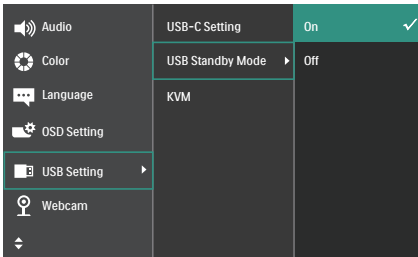 Audio
Color
Language
OSD Setting
USB Setting
Webcam
USB-C Setting
USB Standby Mode
KVM
On
Off